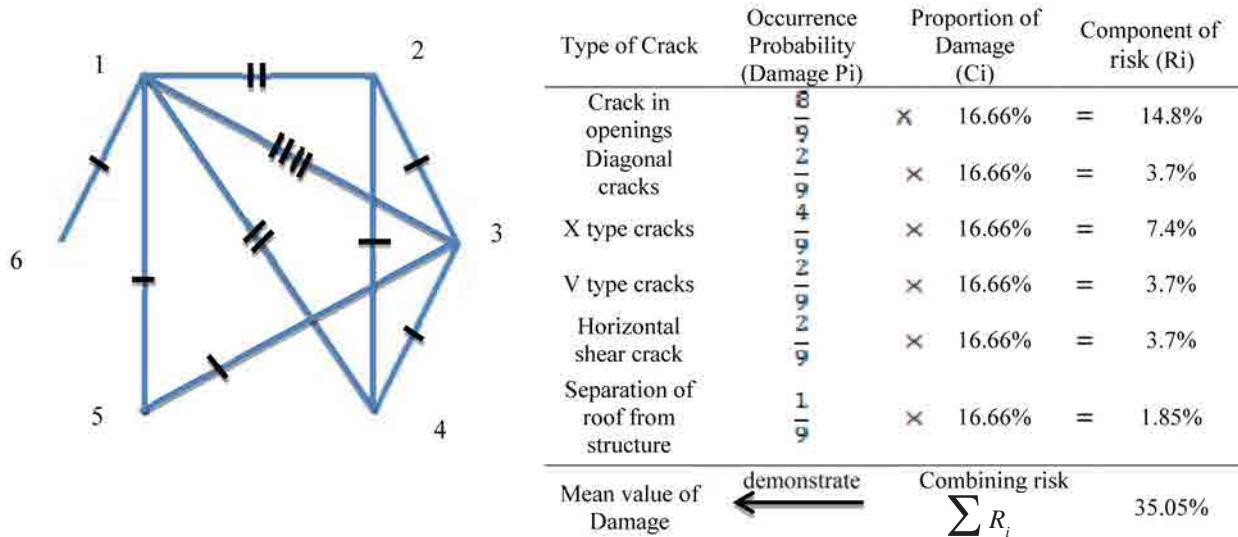 1
2
3
4
5
6
Type of Crack
Occurrence
Probability
(Damage Pi)
Proportion of
Damage
(Ci)
Component of
risk (Ri)
Crack in
openings
8/9 × 16.66% = 14.8%
Diagonal
cracks
2/9 × 16.66% = 3.7%
X type cracks
4/9 × 16.66% = 7.4%
V type cracks
2/9 × 16.66% = 3.7%
Horizontal
shear crack
2/9 × 16.66% = 3.7%
Separation of
roof from
structure
1/9 × 16.66% = 1.85%
Mean value of
Damage
demonstrate
Combining risk
∑ R_i
35.05%